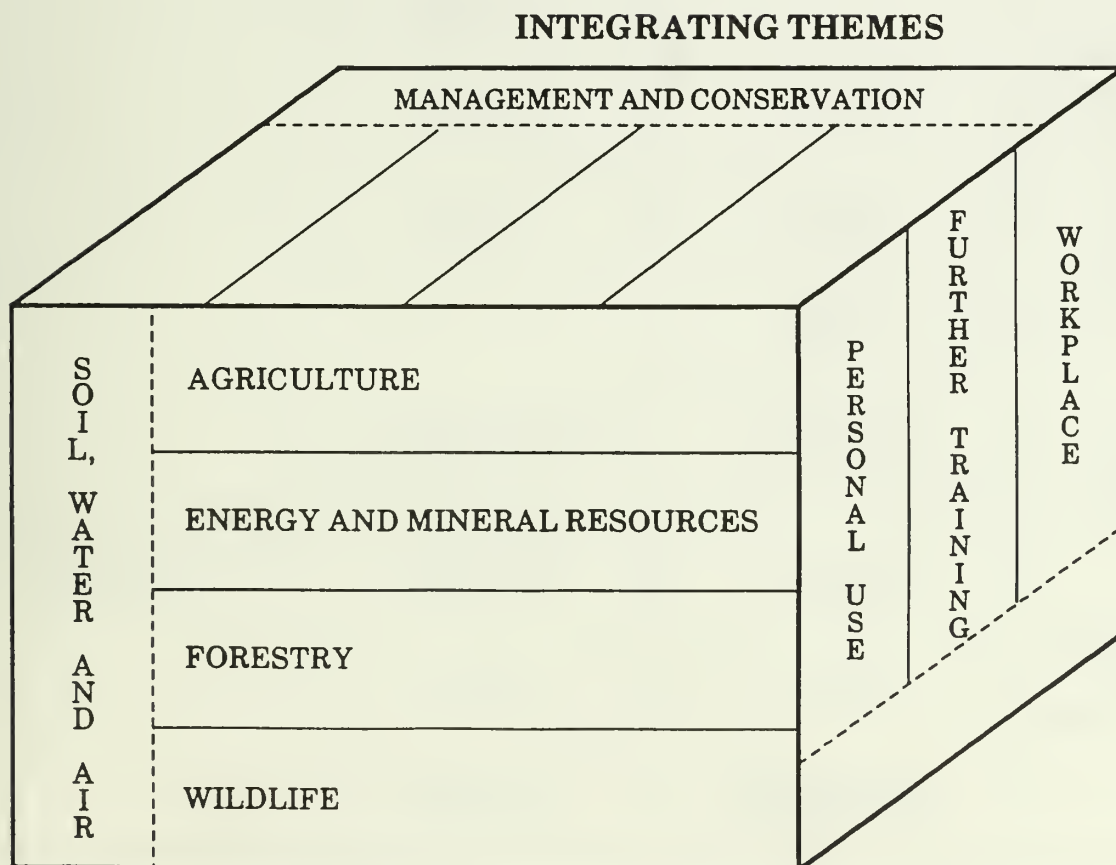 INTEGRATING THEMES
MANAGEMENT AND CONSERVATION
SOIL, WATER AND AIR
AGRICULTURE
ENERGY AND MINERAL RESOURCES
FORESTRY
WILDLIFE
PERSONAL USE
FURTHER TRAINING
WORKPLACE